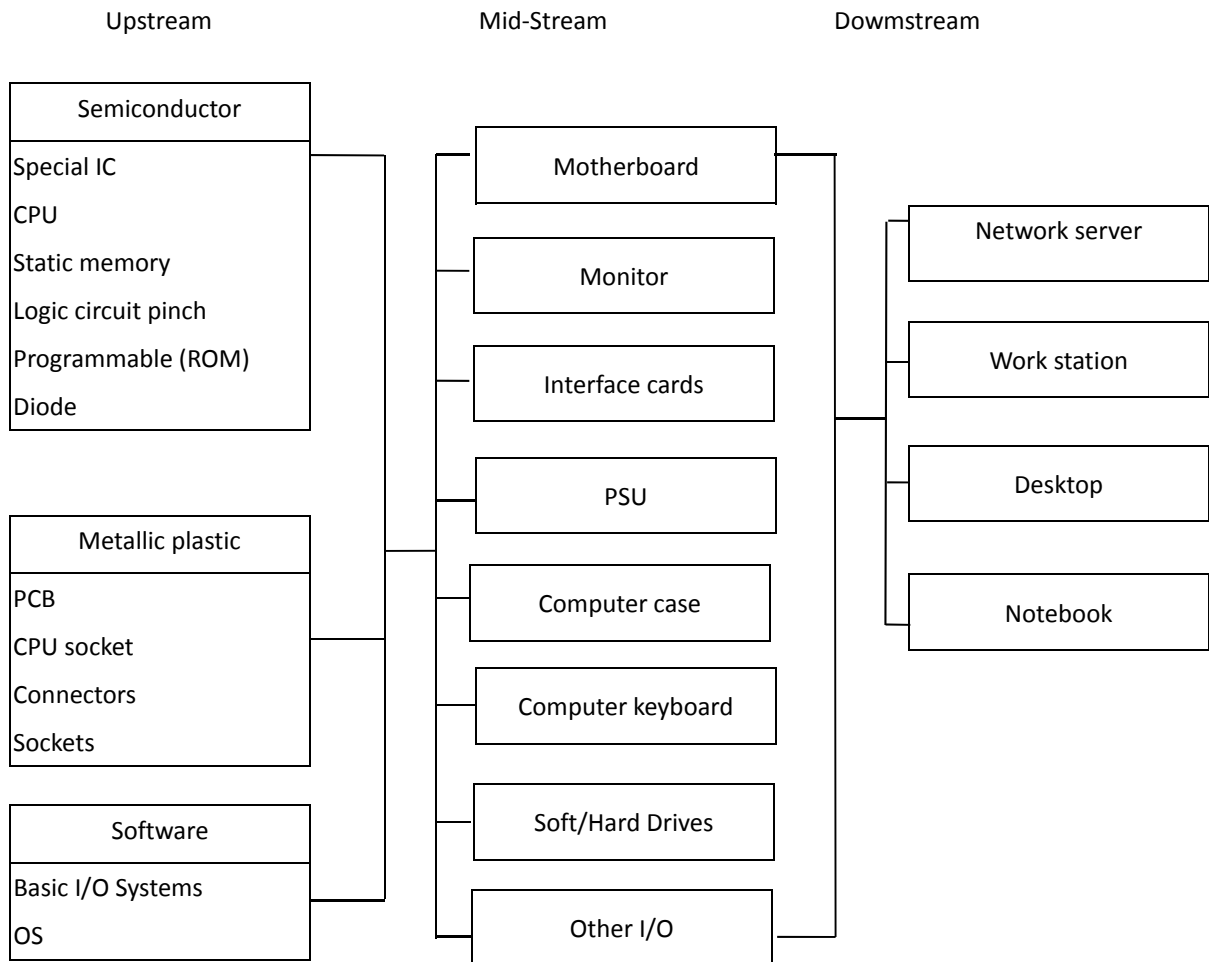 Upstream
Mid-Stream
Dowmstream
Semiconductor
Special IC
CPU
Static memory
Logic circuit pinch
Programmable (ROM)
Diode
Metallic plastic
PCB
CPU socket
Connectors
Sockets
Software
Basic I/O Systems
OS
Motherboard
Monitor
Interface cards
PSU
Computer case
Computer keyboard
Soft/Hard Drives
Other I/O
Network server
Work station
Desktop
Notebook